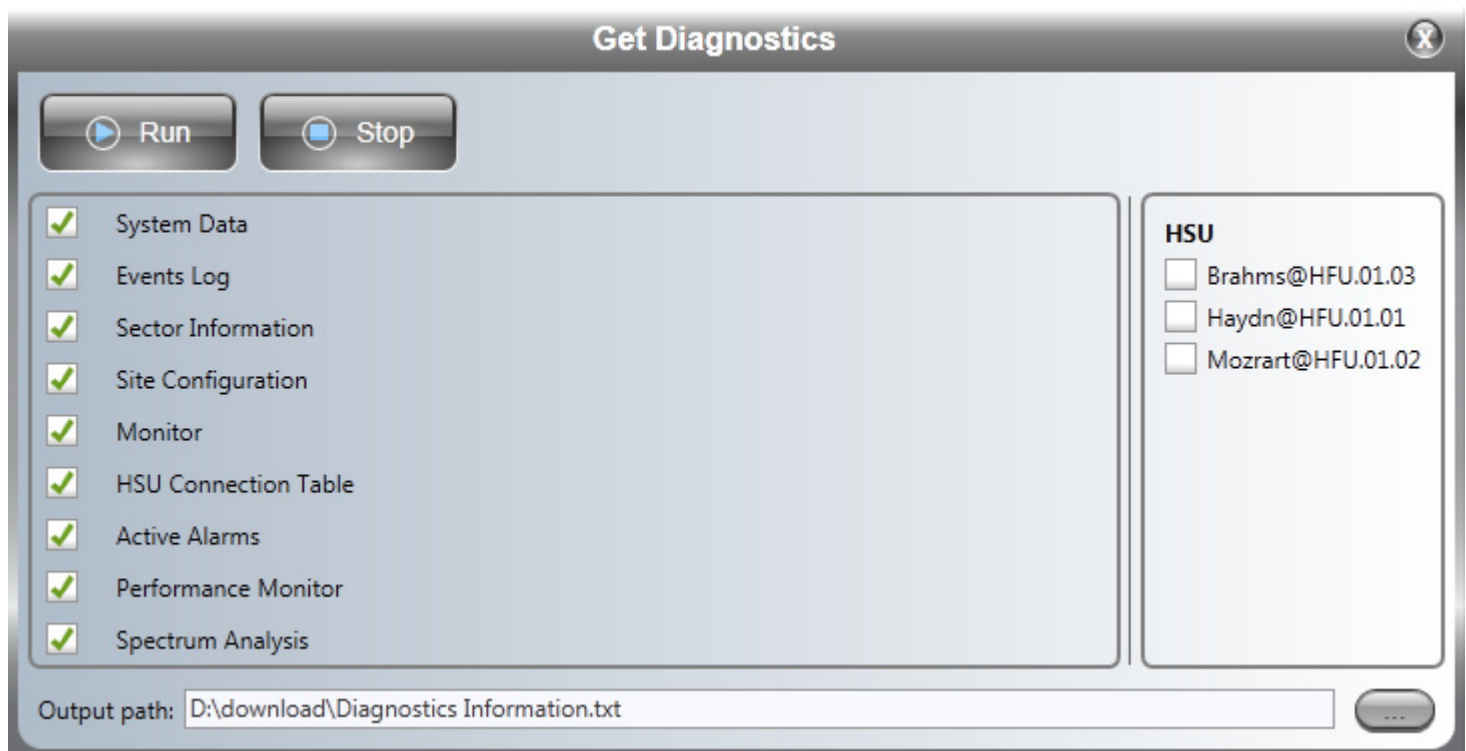 Get Diagnostics
X
Run
Stop
System Data
Events Log
Sector Information
Site Configuration
Monitor
HSU Connection Table
Active Alarms
Performance Monitor
Spectrum Analysis
HSU
Brahms@HFU.01.03
Haydn@HFU.01.01
Mozrart@HFU.01.02
Output path: D:\download\Diagnostics Information.txt
...